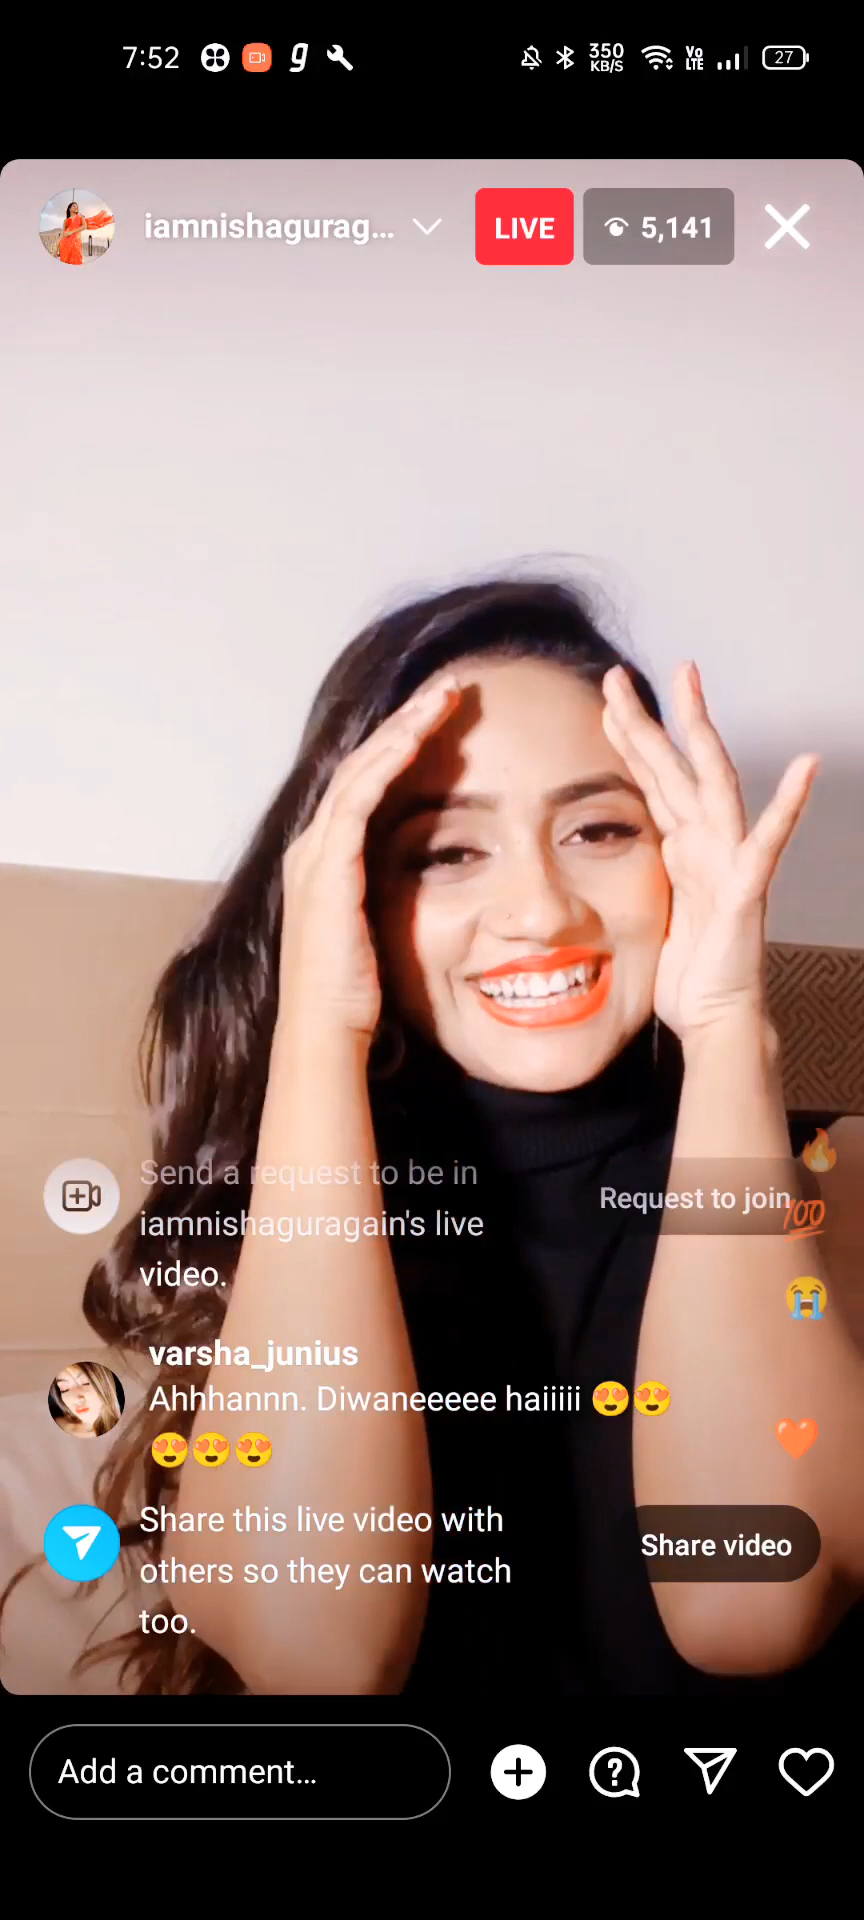 7:52
350
KB/S
Vo
LTE
27
iamnishagurag...
LIVE
5,141
Send a request to be in
iamnishaguragain's live
video.
Request to join
💯
varsha_junius
Ahhhannn. Diwaneeeee haiiiii 😍😍
😍😍😍
Share this live video with
others so they can watch
too.
Share video
Add a comment...